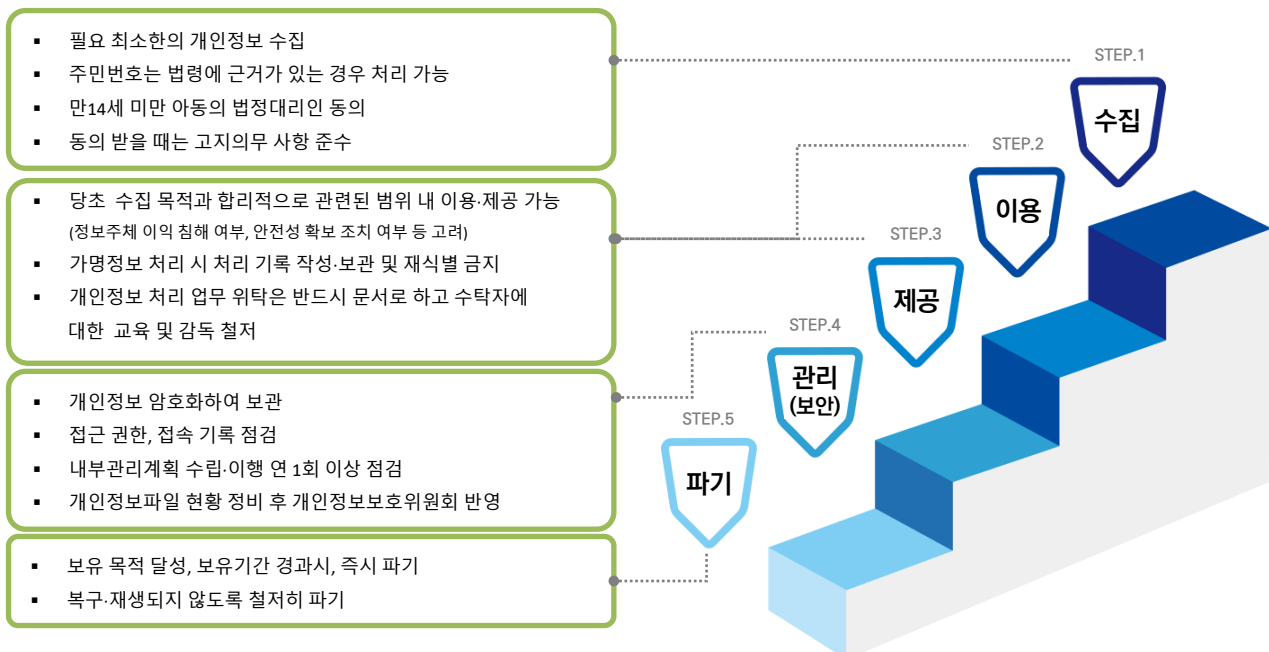 ▪ 필요 최소한의 개인정보 수집
▪ 주민번호는 법령에 근거가 있는 경우 처리 가능
▪ 만14세 미만 아동의 법정대리인 동의
▪ 동의 받을 때는 고지의무 사항 준수
▪ 당초 수집 목적과 합리적으로 관련된 범위 내 이용·제공 가능
(정보주체 이익 침해 여부, 안전성 확보 조치 여부 등 고려)
▪ 가명정보 처리 시 처리 기록 작성·보관 및 재식별 금지
▪ 개인정보 처리 업무 위탁은 반드시 문서로 하고 수탁자에
대한 교육 및 감독 철저
▪ 개인정보 암호화하여 보관
▪ 접근 권한, 접속 기록 점검
▪ 내부관리계획 수립·이행 연 1회 이상 점검
▪ 개인정보파일 현황 정비 후 개인정보보호위원회 반영
▪ 보유 목적 달성, 보유기간 경과시, 즉시 파기
▪ 복구·재생되지 않도록 철저히 파기
STEP.1
수집
STEP.2
이용
STEP.3
제공
STEP.4
관리
(보안)
STEP.5
파기